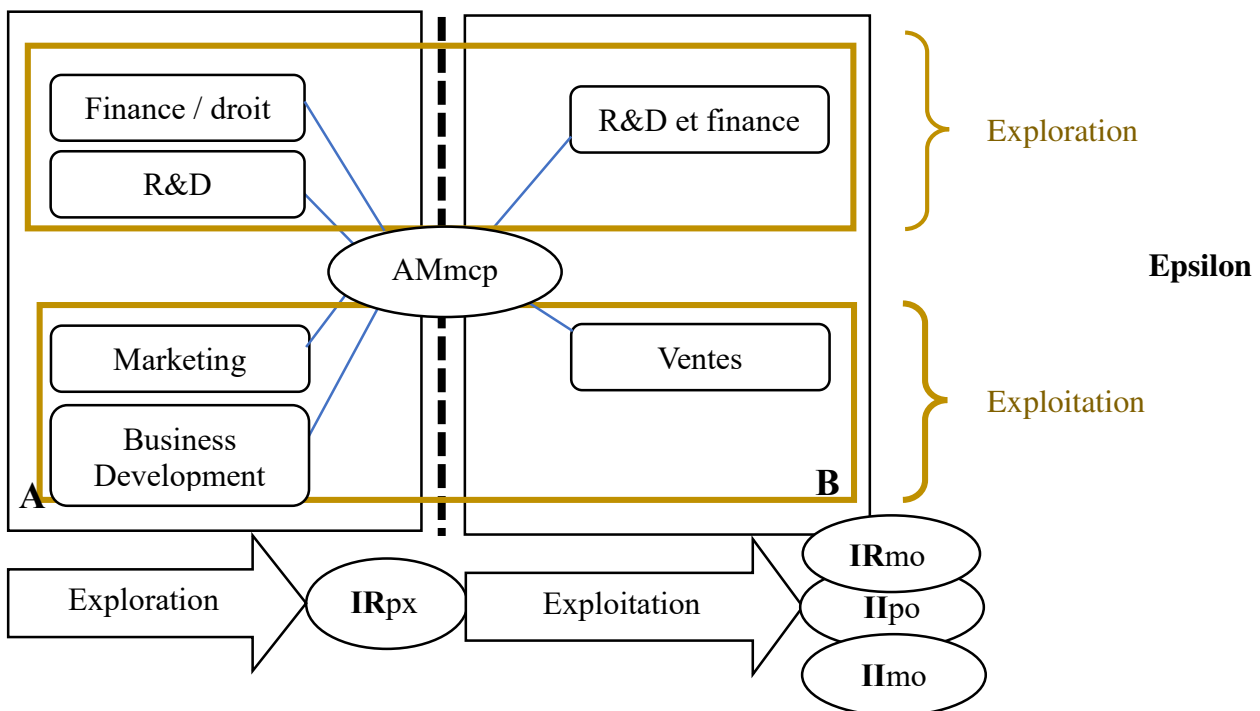 Finance / droit
R&D et finance
Exploration
R&D
AMmcp
Epsilon
Marketing
Ventes
Exploitation
Business
Development
A
B
Exploration
IRpx
Exploitation
IRmo
IIpo
IImo